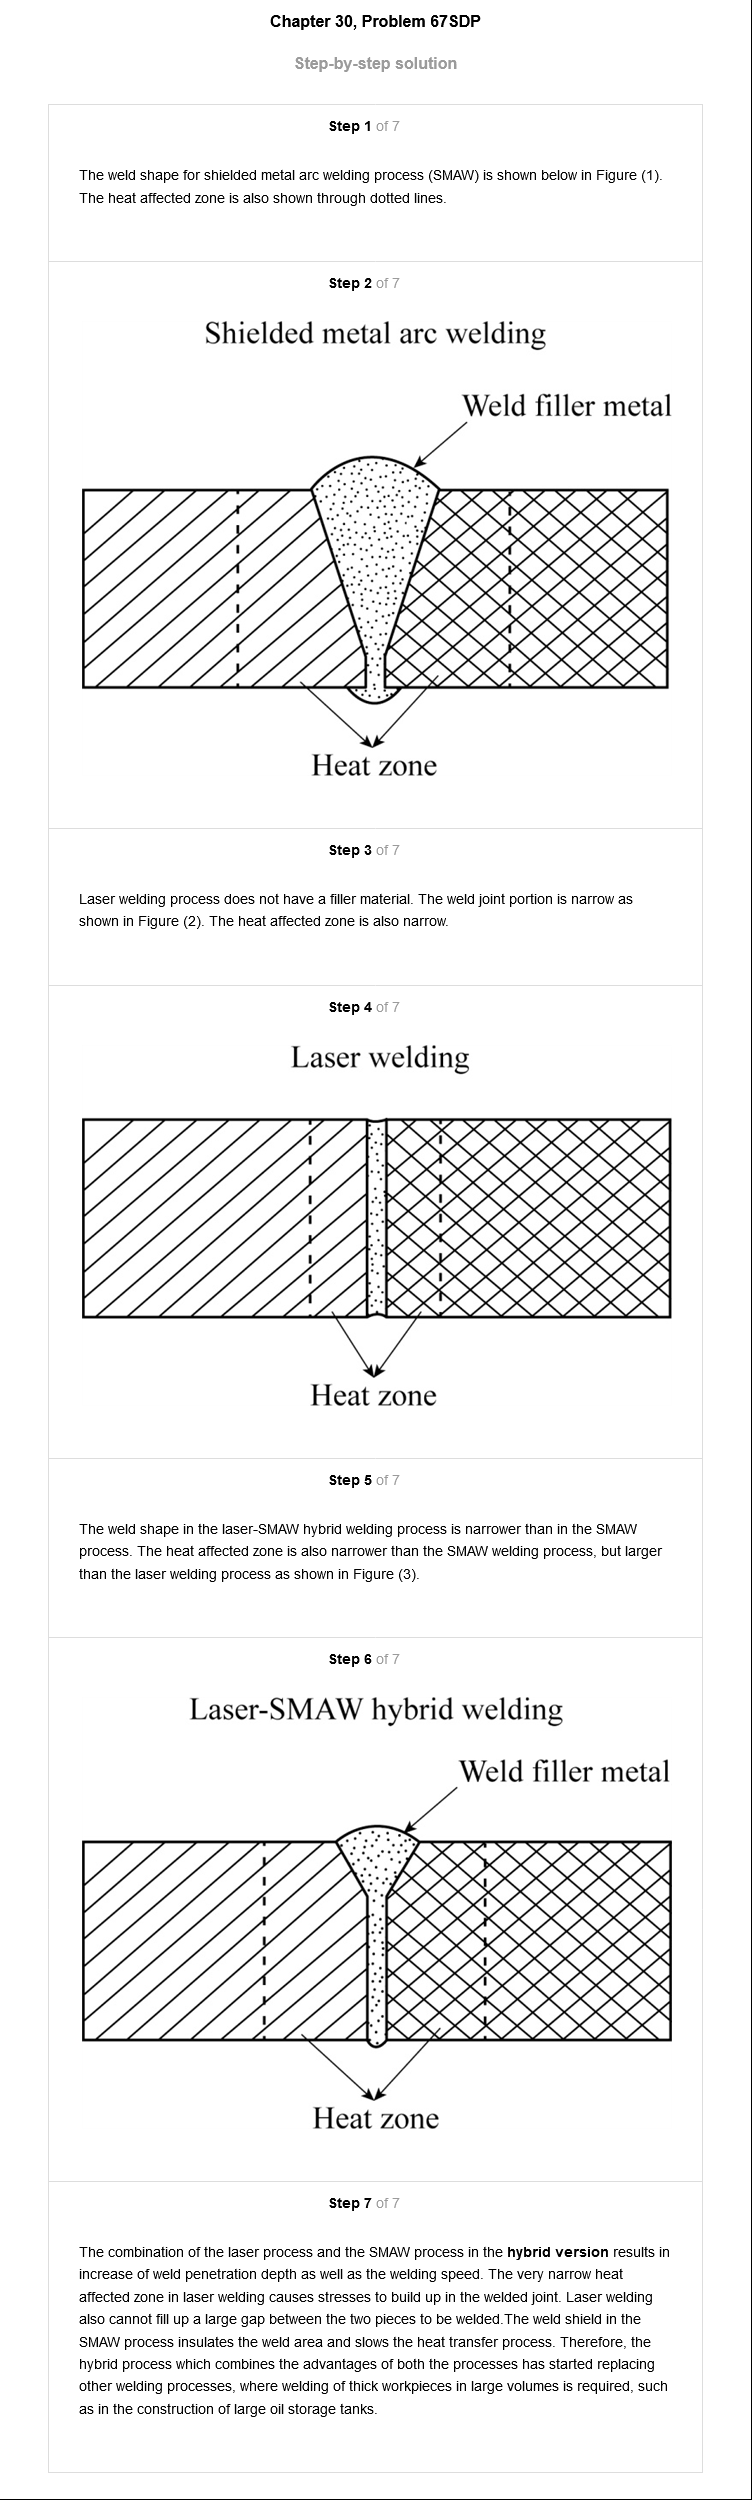 Chapter 30, Problem 67SDP
Step-by-step solution
Step 1 of 7
The weld shape for shielded metal arc welding process (SMAW) is shown below in Figure (1).
The heat affected zone is also shown through dotted lines.
Step 2 of 7
Shielded metal arc welding
Weld filler metal
Heat zone
Step 3 of 7
Laser welding process does not have a filler material. The weld joint portion is narrow as
shown in Figure (2). The heat affected zone is also narrow.
Step 4 of 7
Laser welding
Heat zone
Step 5 of 7
The weld shape in the laser-SMAW hybrid welding process is narrower than in the SMAW
process. The heat affected zone is also narrower than the SMAW welding process, but larger
than the laser welding process as shown in Figure (3).
Step 6 of 7
Laser-SMAW hybrid welding
Weld filler metal
Heat zone
Step 7 of 7
The combination of the laser process and the SMAW process in the hybrid version results in
increase of weld penetration depth as well as the welding speed. The very narrow heat
affected zone in laser welding causes stresses to build up in the welded joint. Laser welding
also cannot fill up a large gap between the two pieces to be welded.The weld shield in the
SMAW process insulates the weld area and slows the heat transfer process. Therefore, the
hybrid process which combines the advantages of both the processes has started replacing
other welding processes, where welding of thick workpieces in large volumes is required, such
as in the construction of large oil storage tanks.